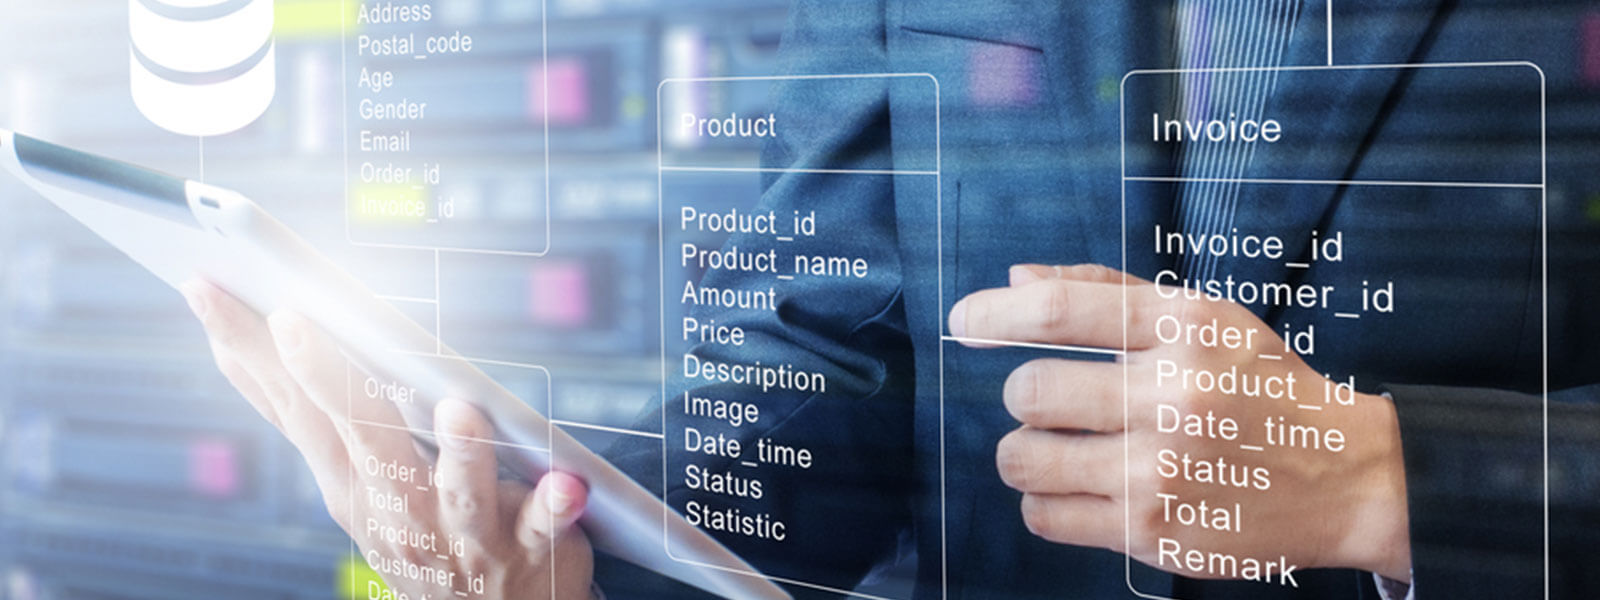 Address
Postal_code
Age
Gender
Email
Order_id
Invoice_id
Order
Order_id
Total
Product_id
Customer_id
Product
Product_id
Product_name
Amount
Price
Description
Image
Date_time
Status
Statistic
Invoice
Invoice_id
Customer_id
Order_id
Product_id
Date_time
Status
Total
Remark